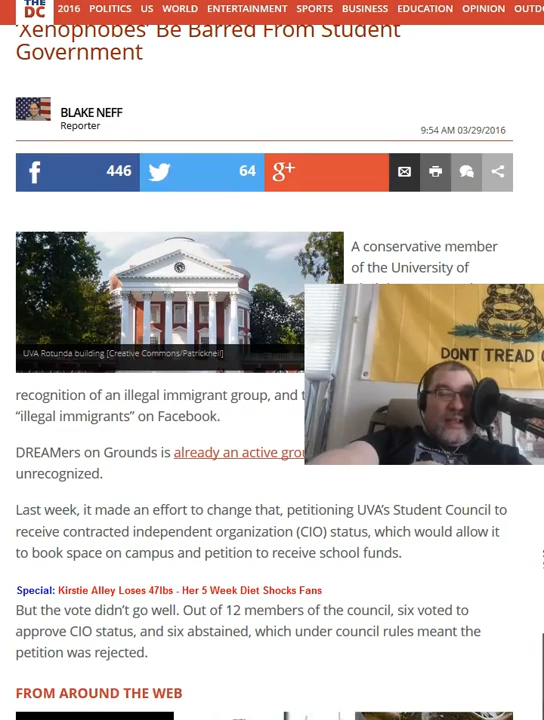 THE
DC
2016 POLITICS US WORLD ENTERTAINMENT SPORTS BUSINESS EDUCATION OPINION OUTD
'Xenophobes' Be Barred From Student
Government
BLAKE NEFF
Reporter
9:54 AM 03/29/2016
f 446 64 g+
A conservative member
of the University of
UVA Rotunda building [Creative Commons/Patricknell]
DONT TREAD
recognition of an illegal immigrant group, and
"illegal immigrants" on Facebook.
DREAMers on Grounds is already an active
unrecognized.
Last week, it made an effort to change that, petitioning UVA's Student Council to
receive contracted independent organization (CIO) status, which would allow it
to book space on campus and petition to receive school funds.
Special: Kirstie Alley Loses 47lbs - Her 5 Week Diet Shocks Fans
But the vote didn't go well. Out of 12 members of the council, six voted to
approve CIO status, and six abstained, which under council rules meant the
petition was rejected.
FROM AROUND THE WEB